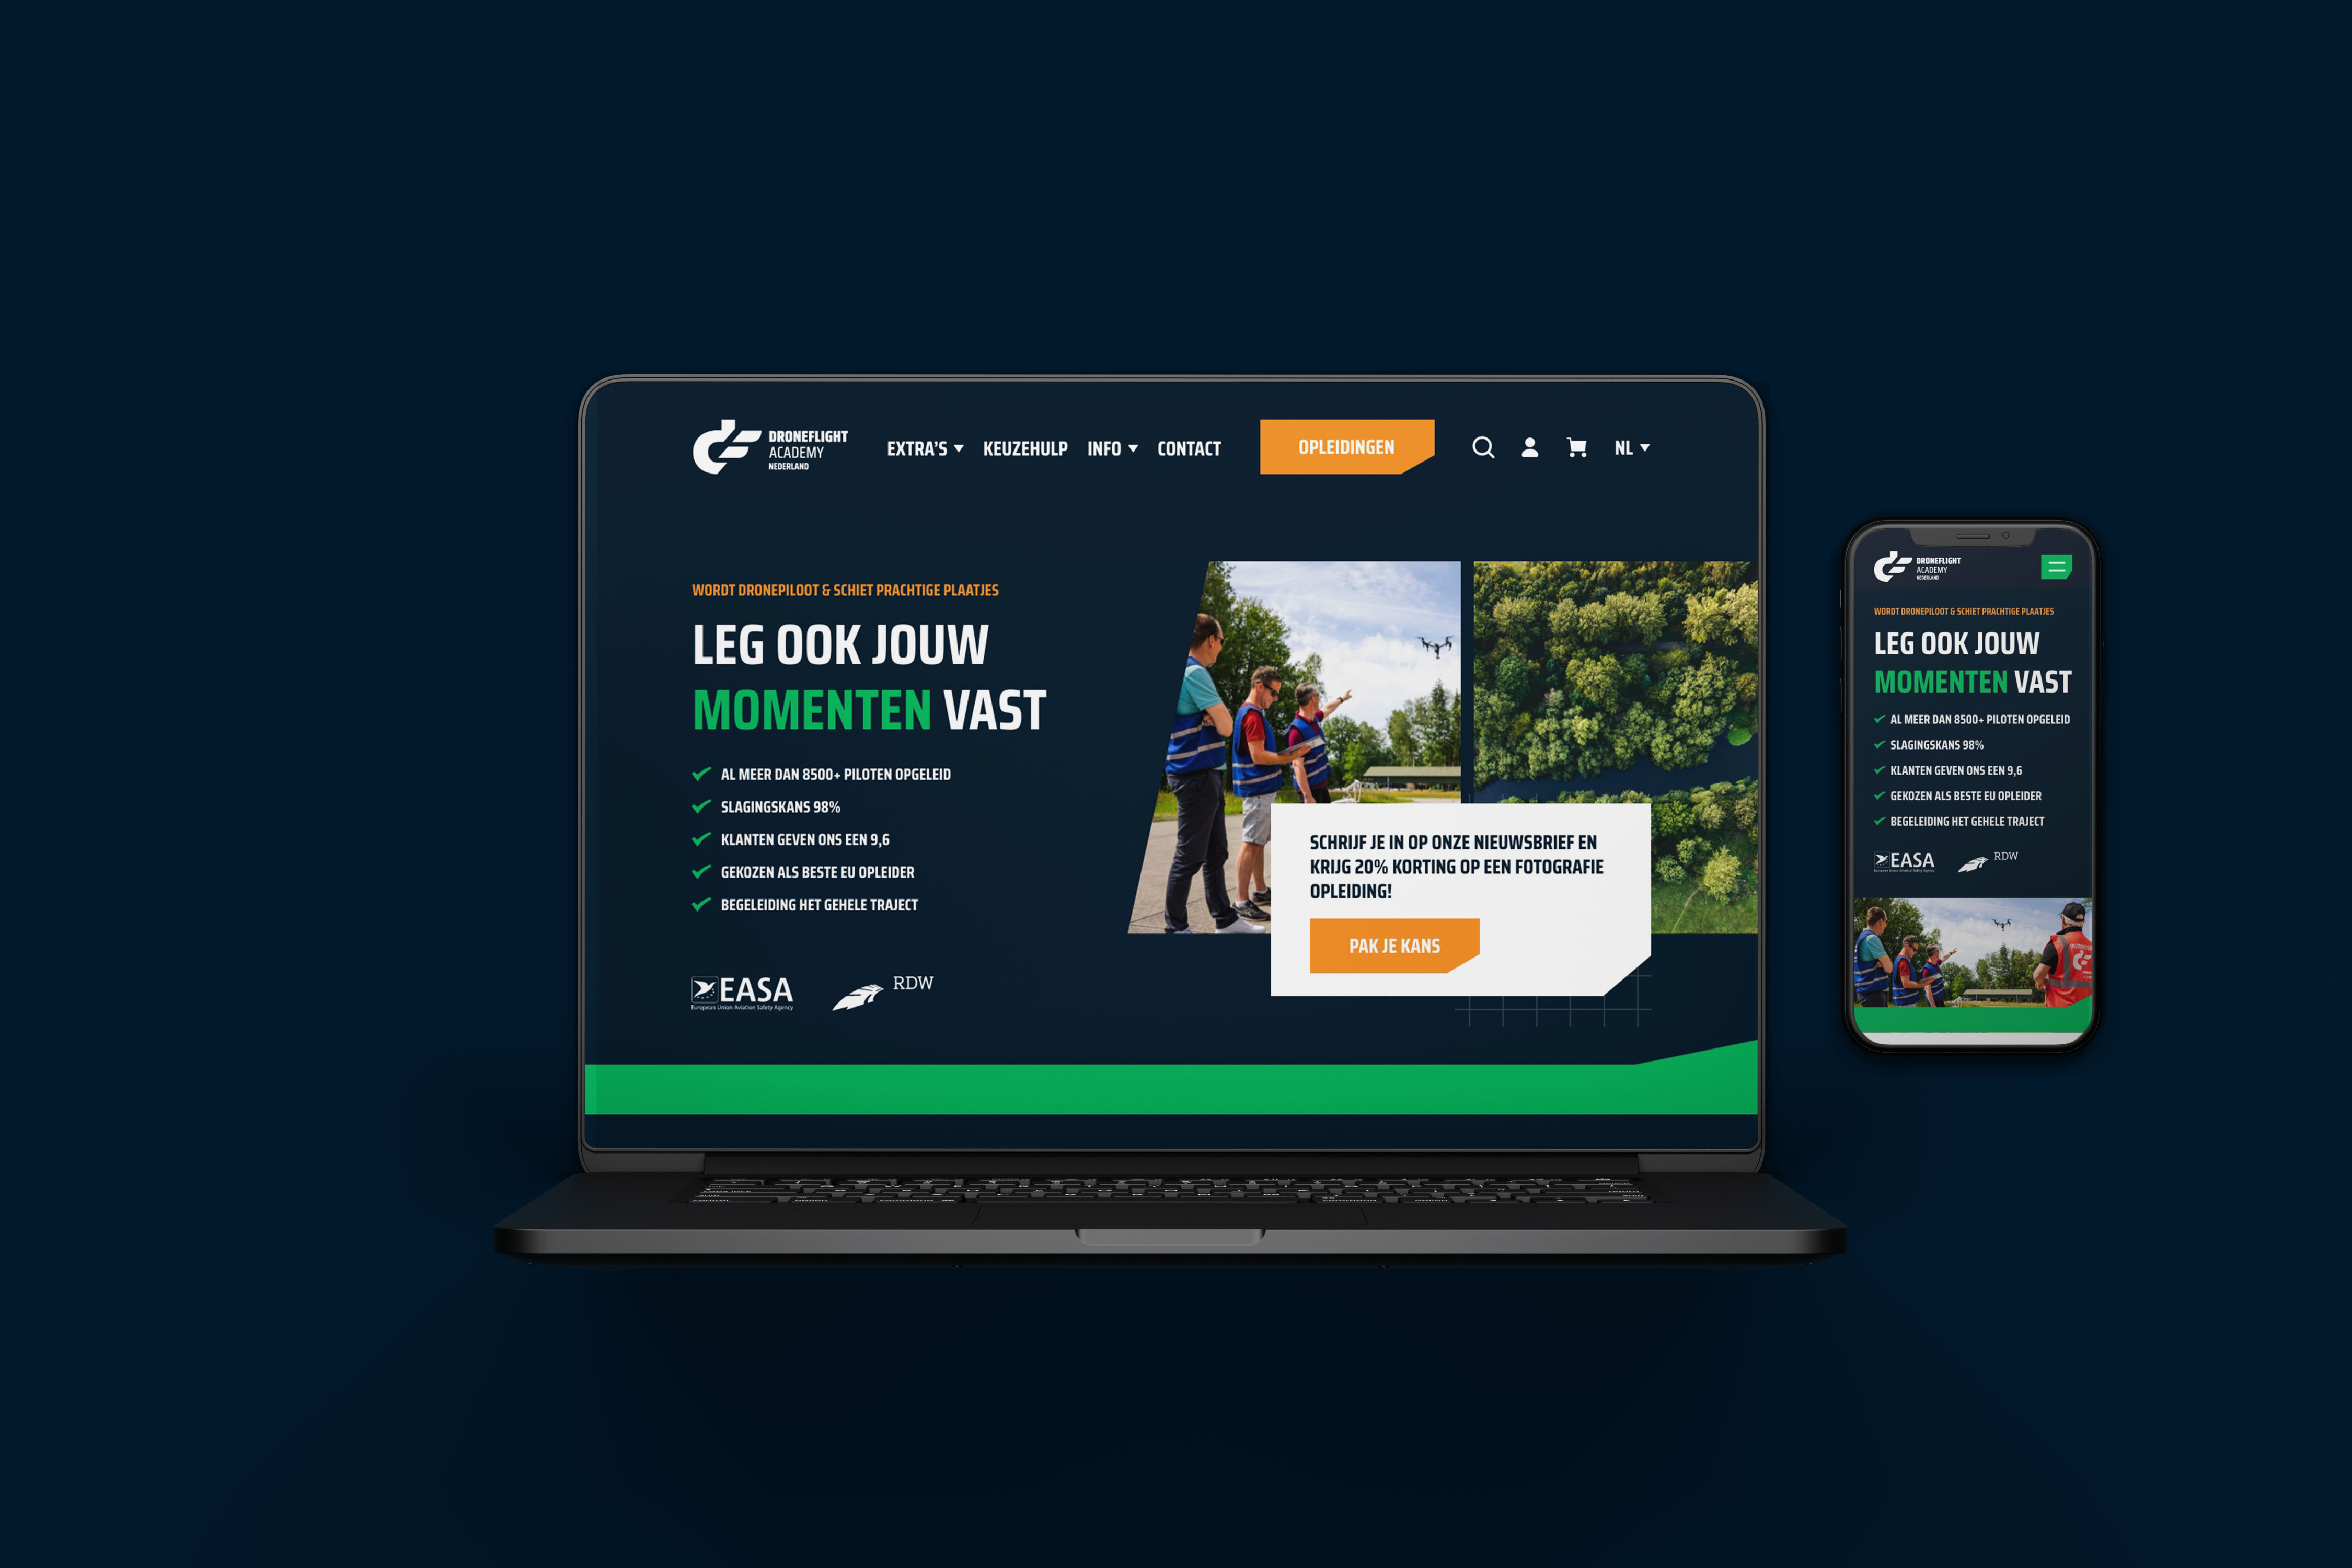 DRONEFLIGHT
ACADEMY
NEDERLAND
EXTRA'S KEUZEHULP INFO CONTACT OPLEIDINGEN NL
WORDT DRONEPILOOT & SCHIET PRACHTIGE PLAATJES
LEG OOK JOUW
MOMENTEN VAST
AL MEER DAN 8500+ PILOTEN OPGELEID
SLAGINGSKANS 98%
KLANTEN GEVEN ONS EEN 9,6
GEKOZEN ALS BESTE EU OPLEIDER
BEGELEIDING HET GEHELE TRAJECT
EASA
European Union Aviation Safety Agency
RDW
SCHRIJF JE IN OP ONZE NIEUWSBRIEF EN
KRIJG 20% KORTING OP EEN FOTOGRAFIE
OPLEIDING!
PAK JE KANS
DRONEFLIGHT
ACADEMY
NEDERLAND
WORDT DRONEPILOOT & SCHIET PRACHTIGE PLAATJES
LEG OOK JOUW
MOMENTEN VAST
AL MEER DAN 8500+ PILOTEN OPGELEID
SLAGINGSKANS 98%
KLANTEN GEVEN ONS EEN 9,6
GEKOZEN ALS BESTE EU OPLEIDER
BEGELEIDING HET GEHELE TRAJECT
EASA
European Union Aviation Safety Agency
RDW